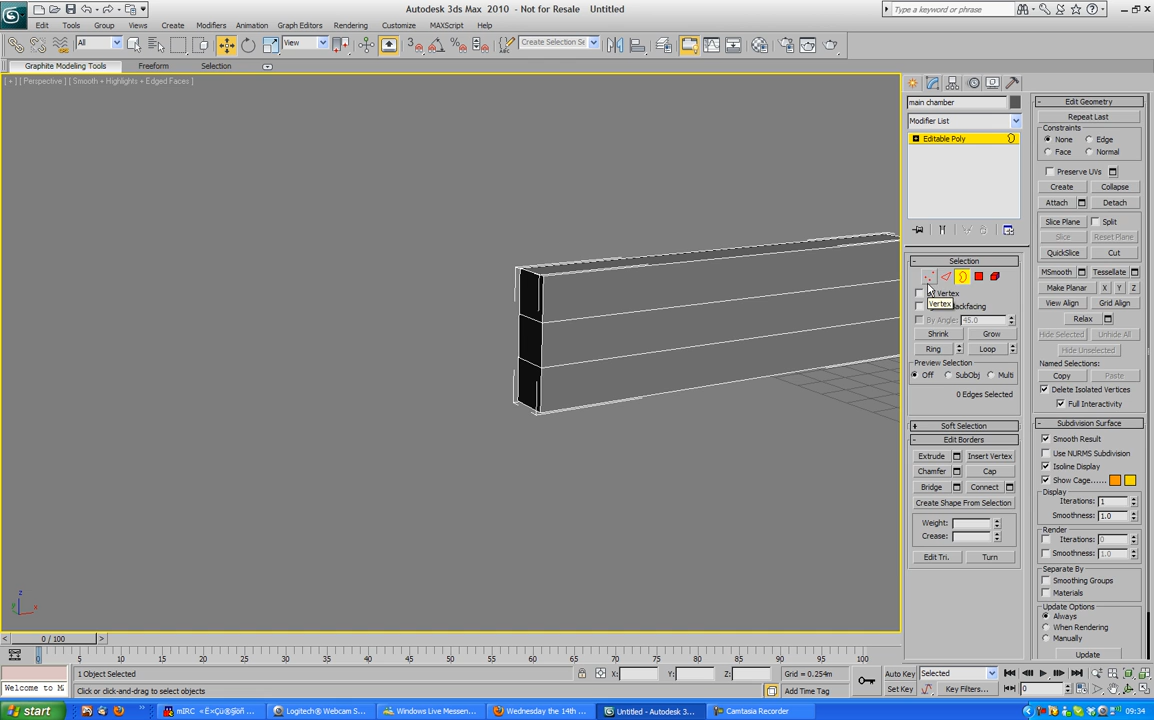 Autodesk 3ds Max 2010 - Not for Resale Untitled
Type a keyword or phrase
Edit Tools Group Views Create Modifiers Animation Graph Editors Rendering Customize MAXScript Help
All View 3 Create Selection Se
Graphite Modeling Tools Freeform Selection
[ + ] [ Perspective ] [ Smooth + Highlights + Edged Faces ]
main chamber
Modifier List
Editable Poly
Selection
Vertex
Vertex
ackfacing
By Angle: 45.0
Shrink Grow
Ring Loop
Preview Selection
Off SubObj Multi
0 Edges Selected
Soft Selection
Edit Borders
Extrude Insert Vertex
Chamfer Cap
Bridge Connect
Create Shape From Selection
Weight:
Crease:
Edit Tri. Turn
Edit Geometry
Repeat Last
Constraints
None Edge
Face Normal
Preserve UVs
Create Collapse
Attach Detach
Slice Plane Split
Slice Reset Plane
QuickSlice Cut
MSmooth Tessellate
Make Planar X Y Z
View Align Grid Align
Relax
Hide Selected Unhide All
Hide Unselected
Named Selections:
Copy Paste
Delete Isolated Vertices
Full Interactivity
Subdivision Surface
Smooth Result
Use NURMS Subdivision
Isoline Display
Show Cage......
Display
Iterations: 1
Smoothness: 1.0
Render
Iterations: 0
Smoothness: 1.0
Separate By
Smoothing Groups
Materials
Update Options
Always
When Rendering
Manually
Update
z
y
x
< 0 / 100 >
0 5 10 15 20 25 30 35 40 45 50 55 60 65 70 75 80 85 90 95 100
1 Object Selected X: Y: Z: Grid = 0.254m Auto Key Selected
Welcome to M Click or click-and-drag to select objects Add Time Tag Set Key Key Filters... 0
start Logitech® Webcam S... Windows Live Messen... Wednesday the 14th ... Untitled - Autodesk 3... Camtasia Recorder 09:34